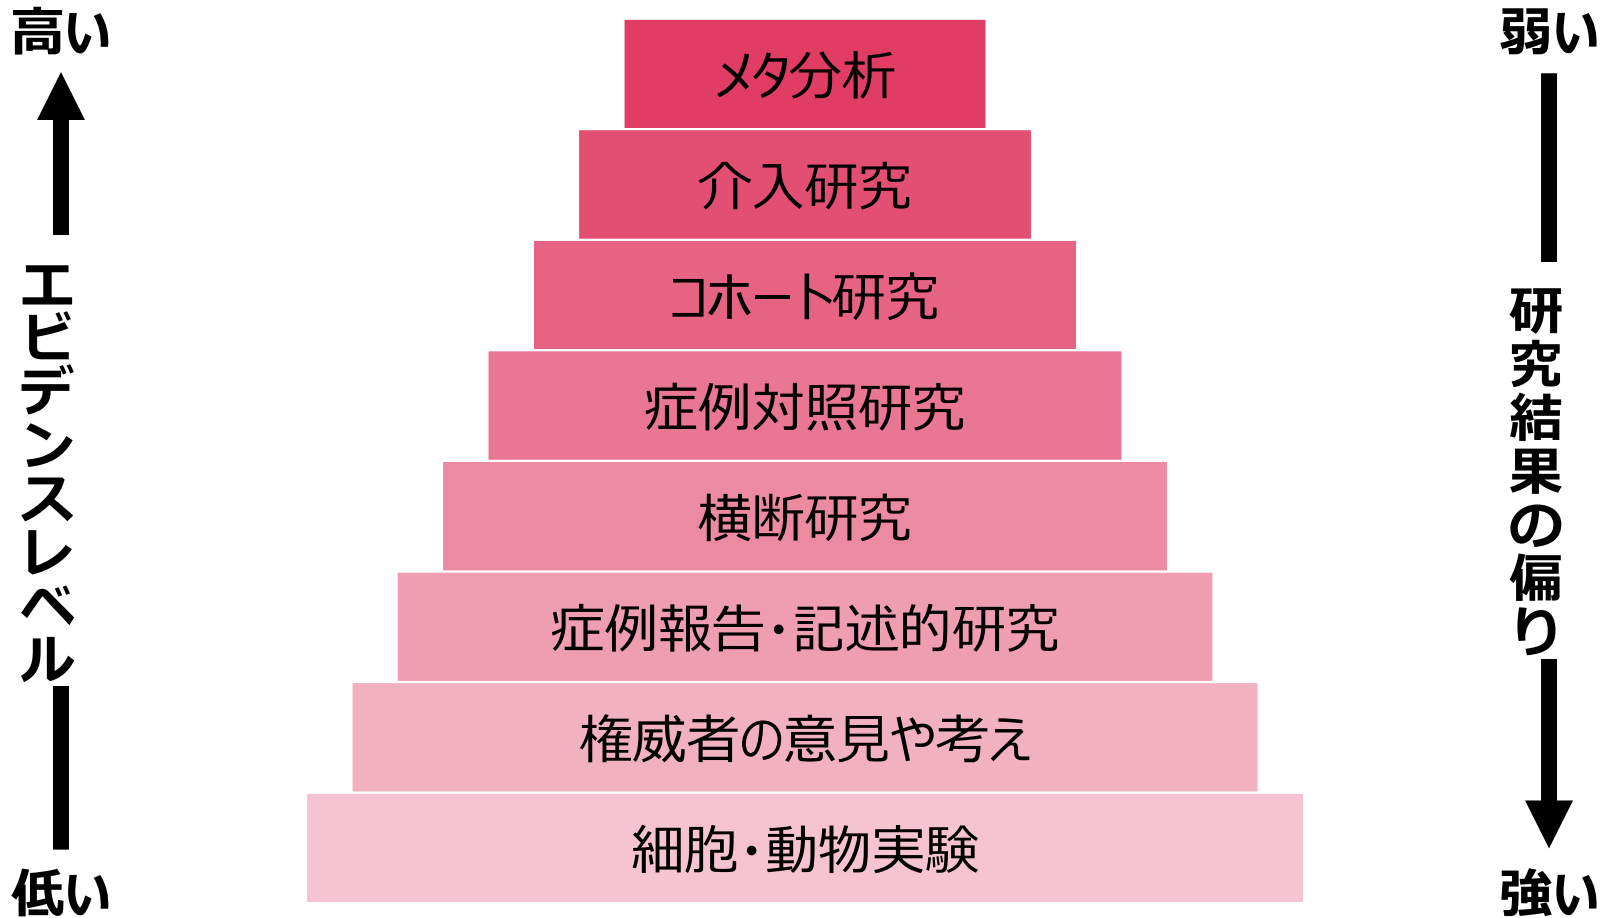 高い
エビデンスレベル
低い
メタ分析
介入研究
コホート研究
症例対照研究
横断研究
症例報告・記述的研究
権威者の意見や考え
細胞・動物実験
弱い
研究結果の偏り
強い